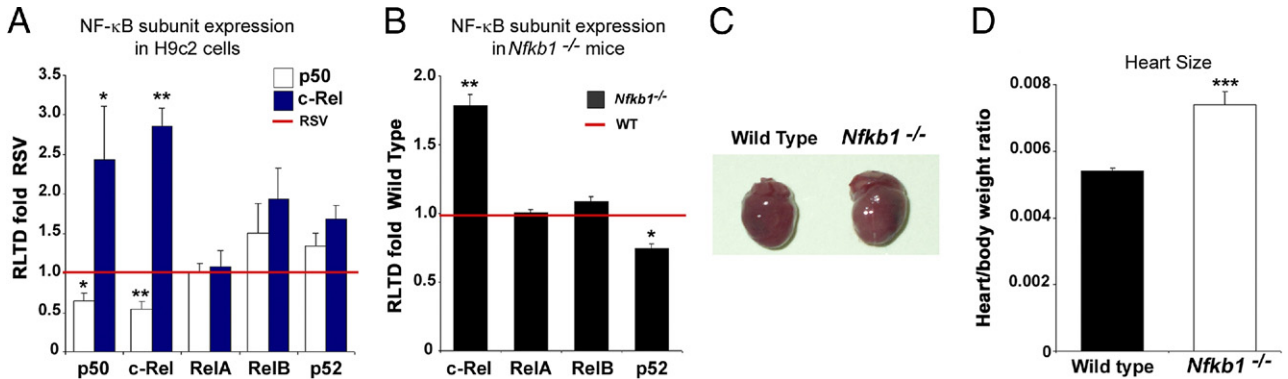 A
NF-κB subunit expression
in H9c2 cells
RLTD fold RSV
3.5
3.0
2.5
2.0
1.5
1.0
0.5
0
p50
c-Rel
RSV
*
**
*
**
p50 c-Rel RelA RelB p52
B
NF-κB subunit expression
in Nfkb1 -/- mice
RLTD fold Wild Type
2.0
1.5
1.0
0.5
0
Nfkb1-/-
WT
**
*
c-Rel RelA RelB p52
C
Wild Type Nfkb1 -/-
D
Heart Size
Heart/body weight ratio
0.008
0.006
0.004
0.002
0
***
Wild type Nfkb1 -/-